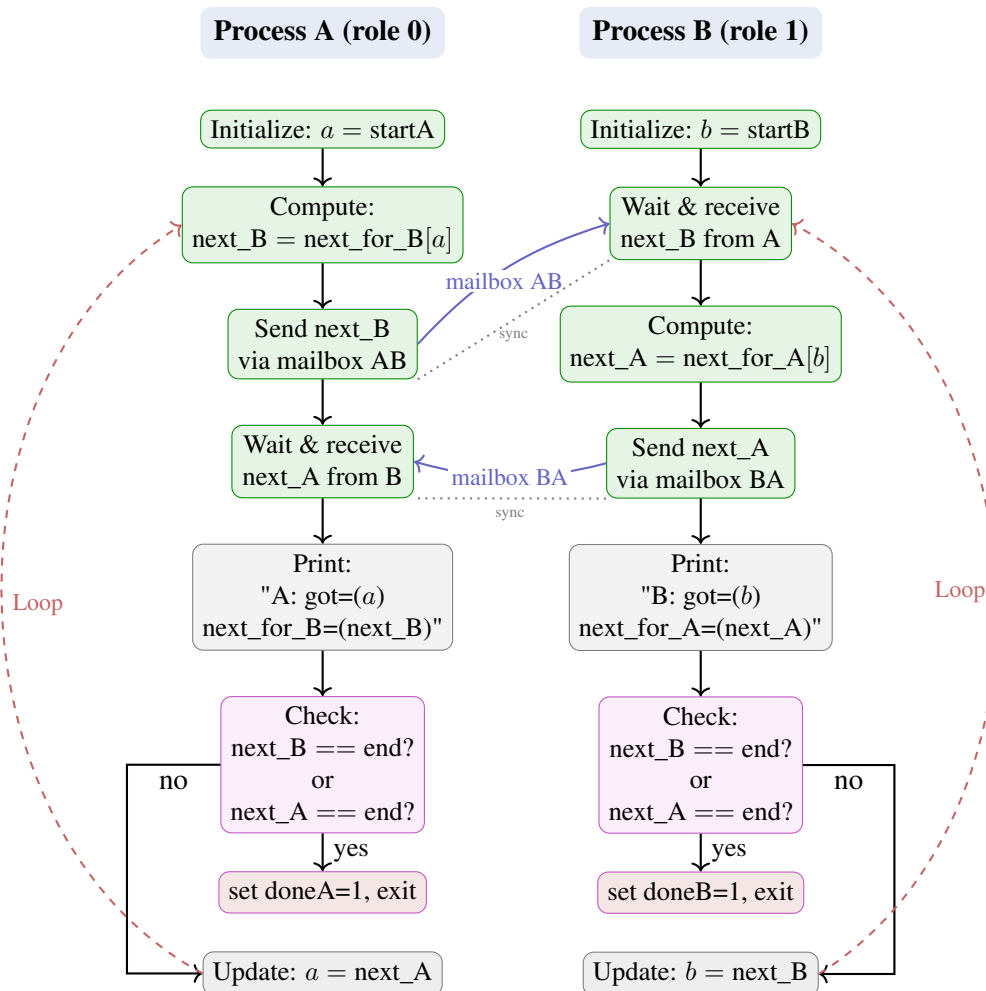 Process A (role 0)
Process B (role 1)
Initialize: a = startA
Initialize: b = startB
Compute:
next_B = next_for_B[a]
Wait & receive
next_B from A
mailbox AB
Send next_B
via mailbox AB
sync
Compute:
next_A = next_for_A[b]
Wait & receive
next_A from B
mailbox BA
Send next_A
via mailbox BA
sync
Print:
"A: got=(a)
next_for_B=(next_B)"
Print:
"B: got=(b)
next_for_A=(next_A)"
Loop
Loop
Check:
next_B == end?
or
next_A == end?
Check:
next_B == end?
or
next_A == end?
no
no
yes
yes
set doneA=1, exit
set doneB=1, exit
Update: a = next_A
Update: b = next_B